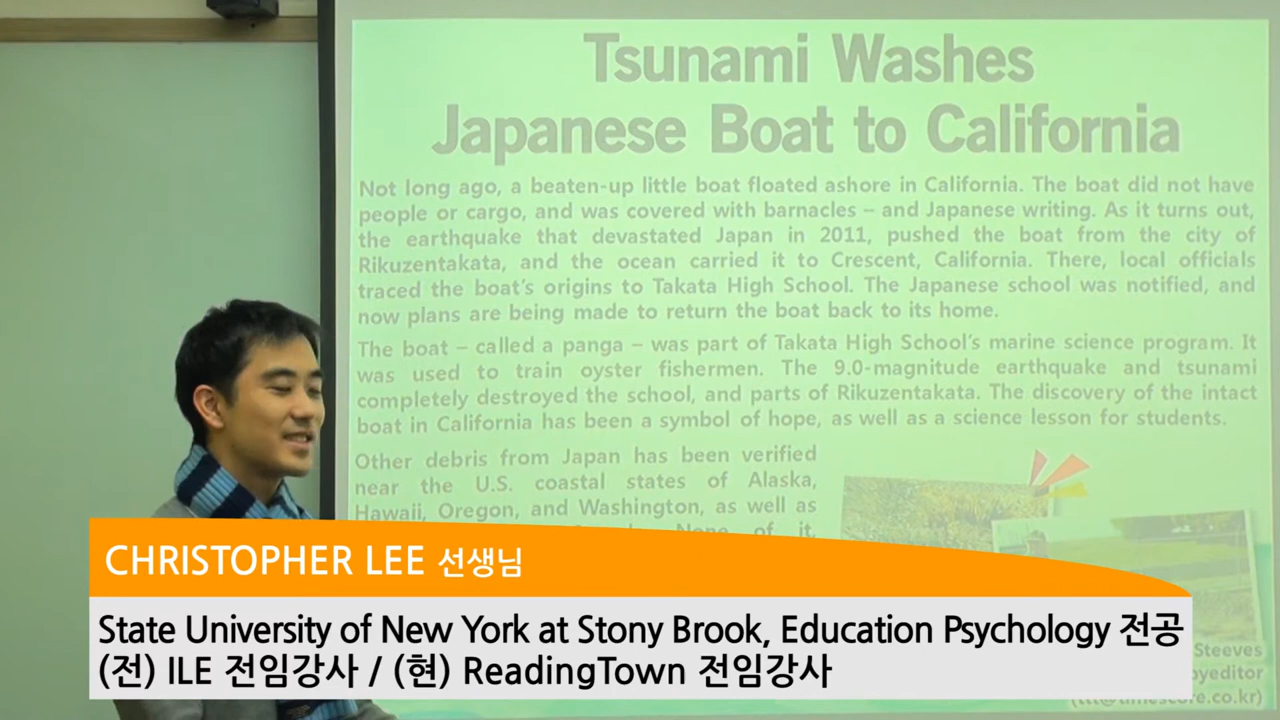 Tsunami Washes
Japanese Boat to California
Not long ago, a beaten-up little boat floated ashore in California. The boat did not have
people or cargo, and was covered with barnacles – and Japanese writing. As it turns out,
the earthquake that devastated Japan in 2011, pushed the boat from the city of
Rikuzentakata, and the ocean carried it to Crescent, California. There, local officials
traced the boat's origins to Takata High School. The Japanese school was notified, and
now plans are being made to return the boat back to its home.
The boat – called a panga – was part of Takata High School's marine science program. It
was used to train oyster fishermen. The 9.0-magnitude earthquake and tsunami
completely destroyed the school, and parts of Rikuzentakata. The discovery of the intact
boat in California has been a symbol of hope, as well as a science lesson for students.
Other debris from Japan has been verified
near the U.S. coastal states of Alaska,
Hawaii, Oregon, and Washington, as well as
None of it,
CHRISTOPHER LEE 선생님
State University of New York at Stony Brook, Education Psychology 전공
(전) ILE 전임강사 / (현) ReadingTown 전임강사
Steeves
(ttt@timescore.co.kr)